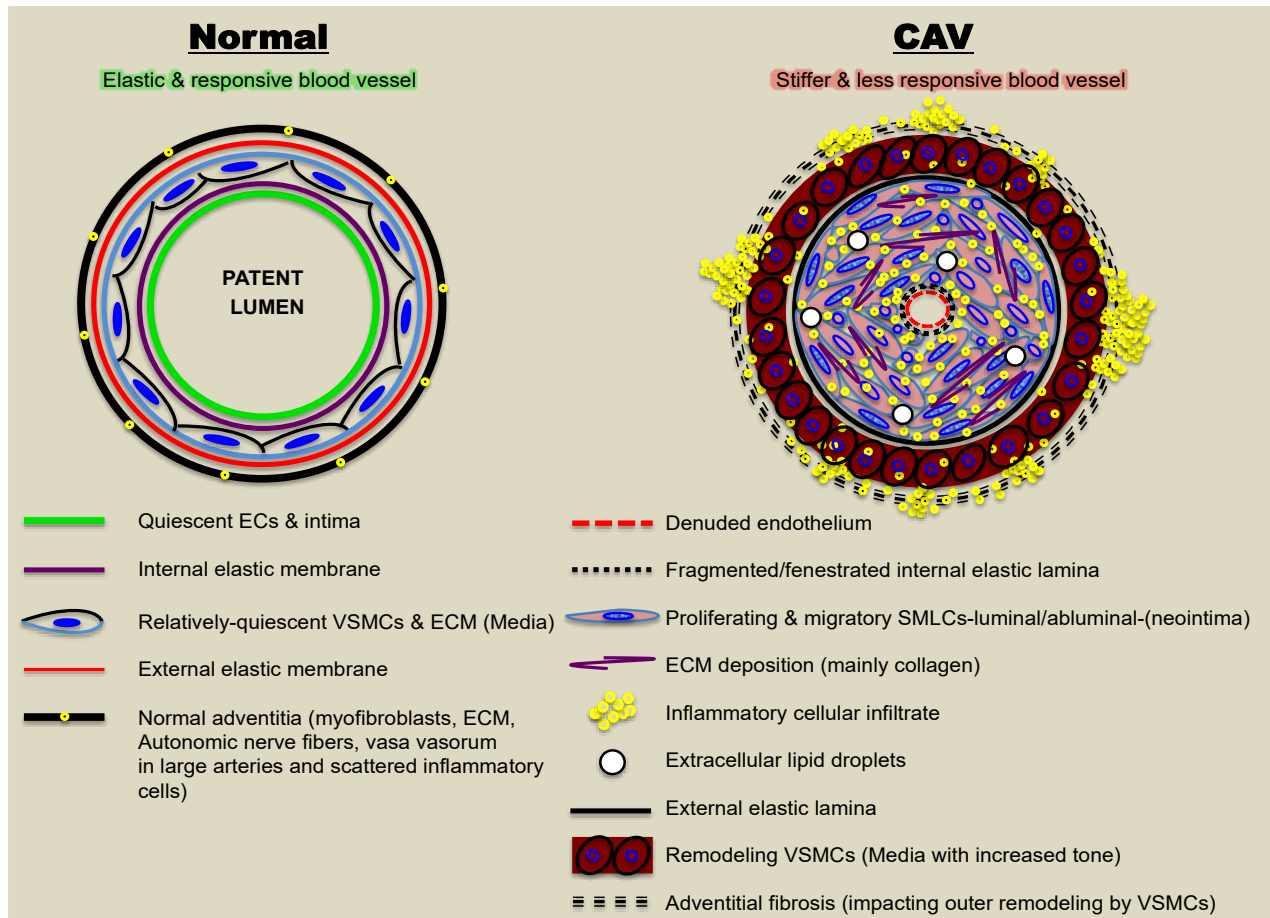 Normal
Elastic & responsive blood vessel
PATENT
LUMEN
Quiescent ECs & intima
Internal elastic membrane
Relatively-quiescent VSMCs & ECM (Media)
External elastic membrane
Normal adventitia (myofibroblasts, ECM,
Autonomic nerve fibers, vasa vasorum
in large arteries and scattered inflammatory
cells)
CAV
Stiffer & less responsive blood vessel
Denuded endothelium
Fragmented/fenestrated internal elastic lamina
Proliferating & migratory SMLCs-luminal/abluminal-(neointima)
ECM deposition (mainly collagen)
Inflammatory cellular infiltrate
Extracellular lipid droplets
External elastic lamina
Remodeling VSMCs (Media with increased tone)
Adventitial fibrosis (impacting outer remodeling by VSMCs)